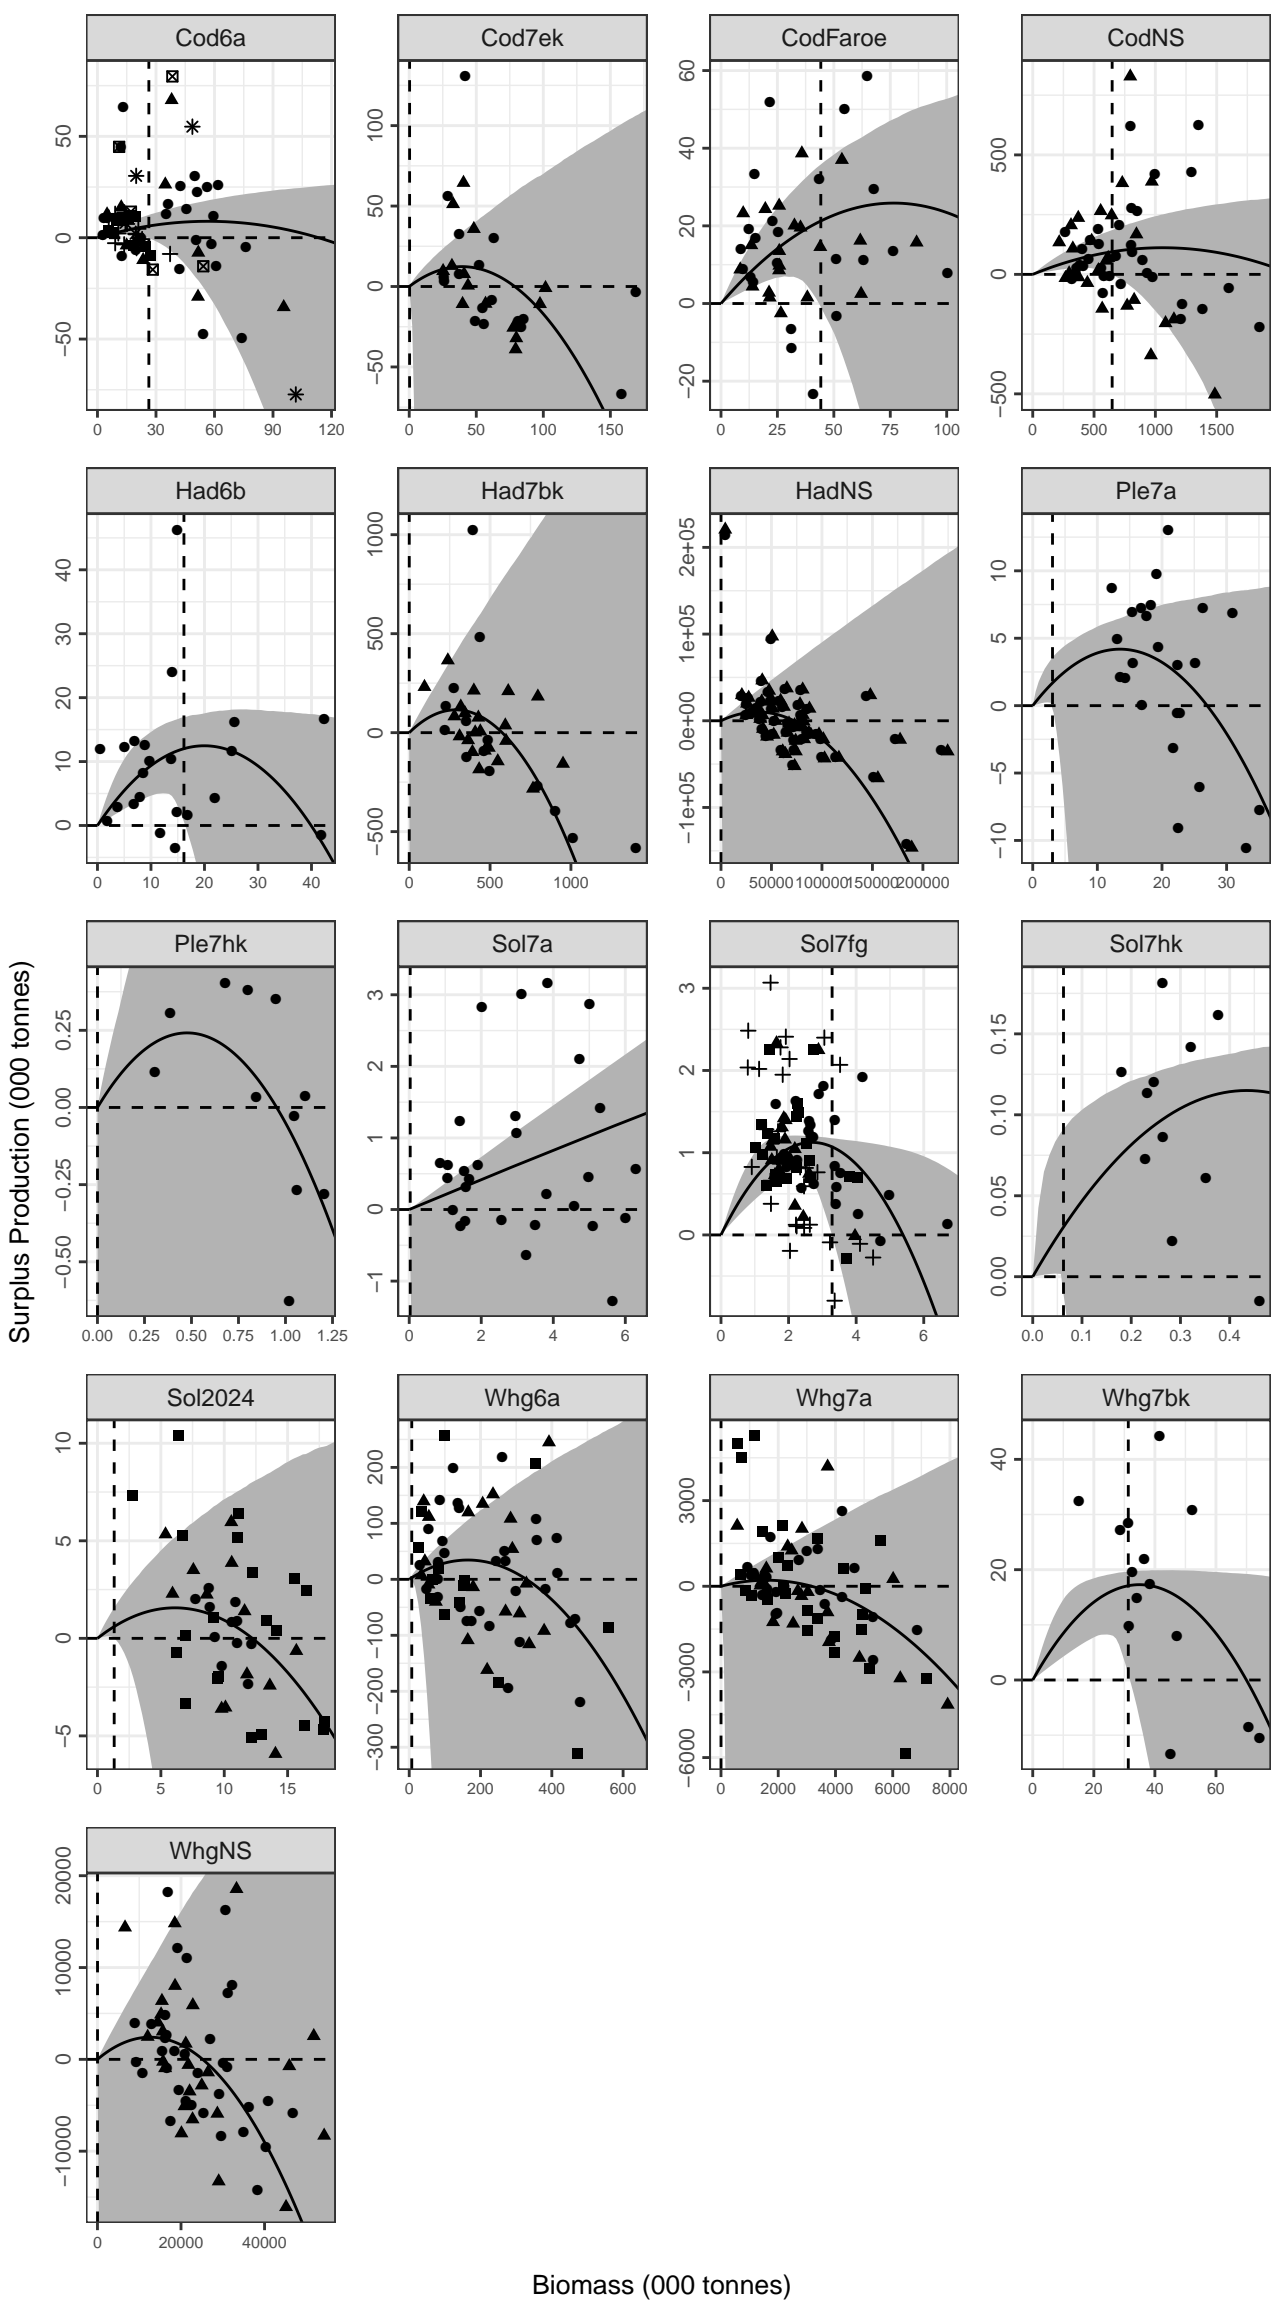 Cod6a
Cod7ek
CodFaroe
CodNS
50
0
−50
0 30 60 90 120
100
50
0
−50
0 50 100 150
60
40
20
0
−20
0 25 50 75 100
500
0
−500
0 500 1000 1500
Had6b
Had7bk
HadNS
Ple7a
40
30
20
10
0
0 10 20 30 40
1000
500
0
−500
0 500 1000
2e+05
1e+05
0e+00
−1e+05
0 50000 100000 150000 200000
10
5
0
−5
−10
0 10 20 30
Ple7hk
Sol7a
Sol7fg
Sol7hk
0.25
0.00
−0.25
−0.50
0.00 0.25 0.50 0.75 1.00 1.25
3
2
1
0
−1
0 2 4 6
3
2
1
0
0 2 4 6
0.15
0.10
0.05
0.00
0.0 0.1 0.2 0.3 0.4
Surplus Production (000 tonnes)
Sol2024
Whg6a
Whg7a
Whg7bk
10
5
0
−5
0 5 10 15
200
100
0
−100
−200
−300
0 200 400 600
3000
0
−3000
−6000
0 2000 4000 6000 8000
40
20
0
0 20 40 60
WhgNS
20000
10000
0
−10000
0 20000 40000
Biomass (000 tonnes)